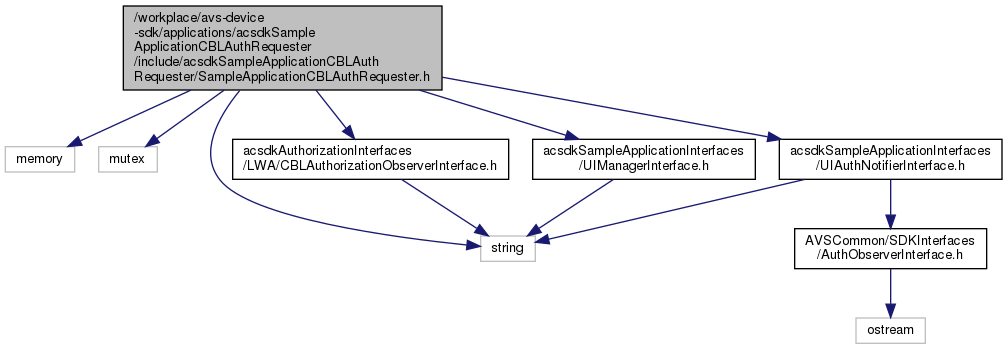 /workplace/avs-device
-sdk/applications/acsdkSample
ApplicationCBLAuthRequester
/include/acsdkSampleApplicationCBLAuth
Requester/SampleApplicationCBLAuthRequester.h
memory
mutex
acsdkAuthorizationInterfaces
/LWA/CBLAuthorizationObserverInterface.h
acsdkSampleApplicationInterfaces
/UIManagerInterface.h
acsdkSampleApplicationInterfaces
/UIAuthNotifierInterface.h
string
AVSCommon/SDKInterfaces
/AuthObserverInterface.h
ostream